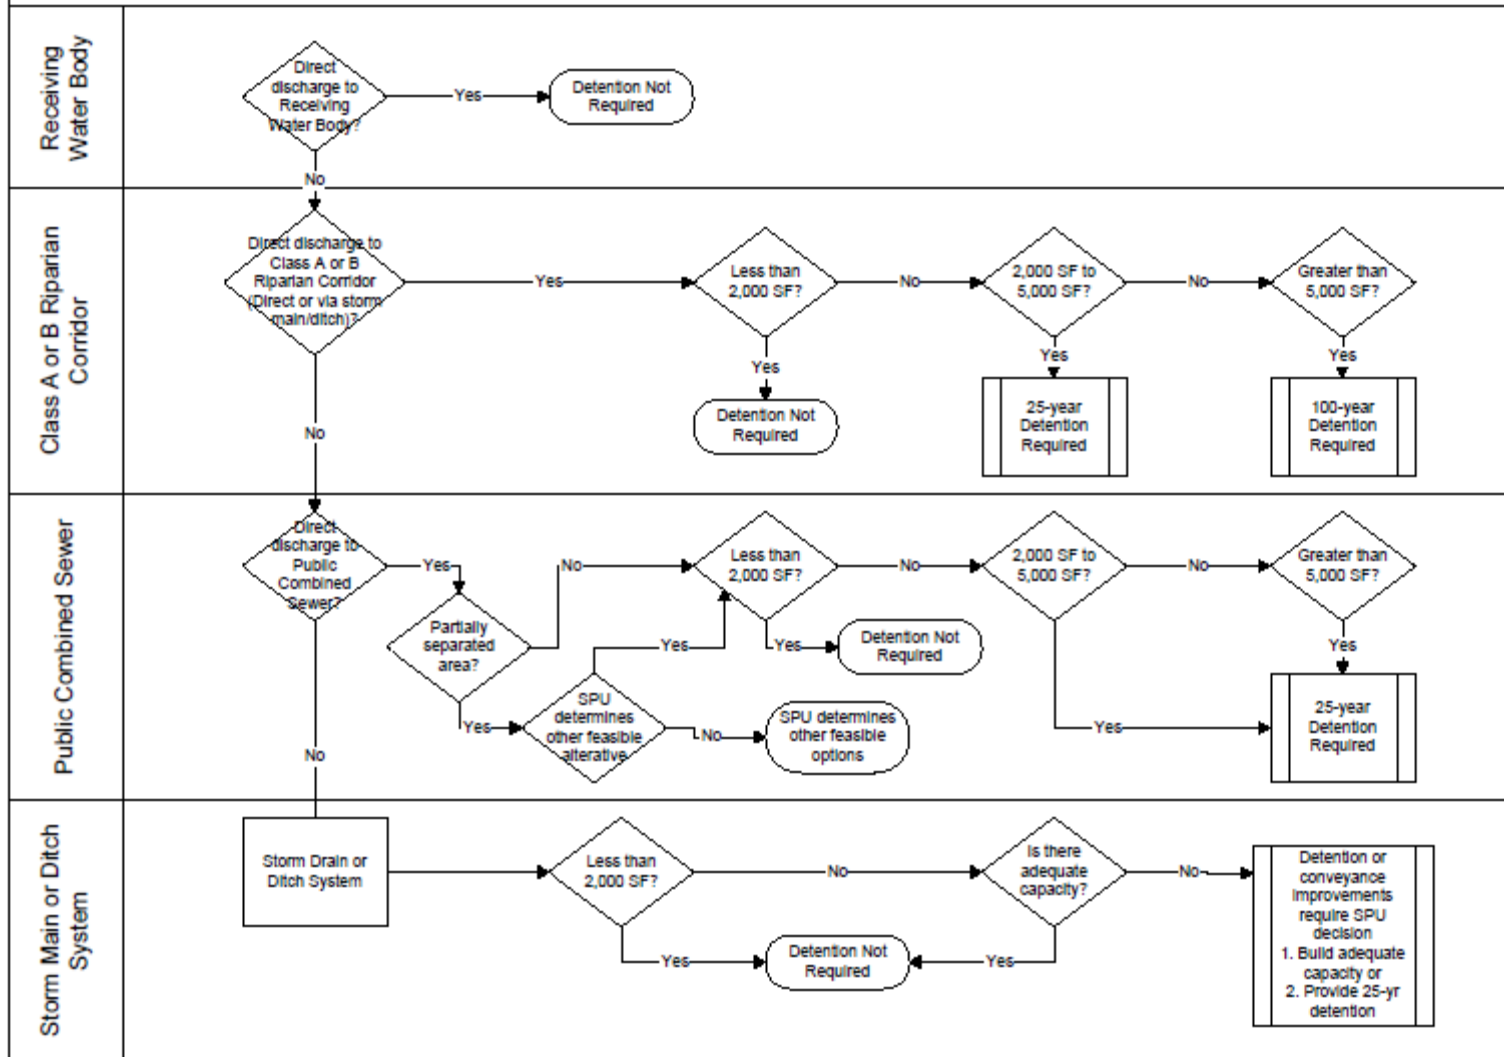 Receiving
Water Body
Direct
discharge to
Receiving
Water Body?
Yes
Detention Not
Required
No
Class A or B Riparian
Corridor
Direct discharge to
Class A or B
Riparian Corridor
(Direct or via storm
main/ditch)?
Yes
Less than
2,000 SF?
No
2,000 SF to
5,000 SF?
No
Greater than
5,000 SF?
Yes
Detention Not
Required
Yes
25-year
Detention
Required
Yes
100-year
Detention
Required
No
Public Combined Sewer
Direct
discharge to
Public
Combined
Sewer?
Yes
Partially
separated
area?
No
Less than
2,000 SF?
No
2,000 SF to
5,000 SF?
No
Greater than
5,000 SF?
Yes
Detention Not
Required
Yes
SPU
determines
other feasible
alterative
Yes
No
SPU determines
other feasible
options
Yes
Yes
25-year
Detention
Required
No
Storm Main or Ditch
System
Storm Drain or
Ditch System
Less than
2,000 SF?
No
Is there
adequate
capacity?
No
Detention or
conveyance
improvements
require SPU
decision
1. Build adequate
capacity or
2. Provide 25-yr
detention
Yes
Detention Not
Required
Yes